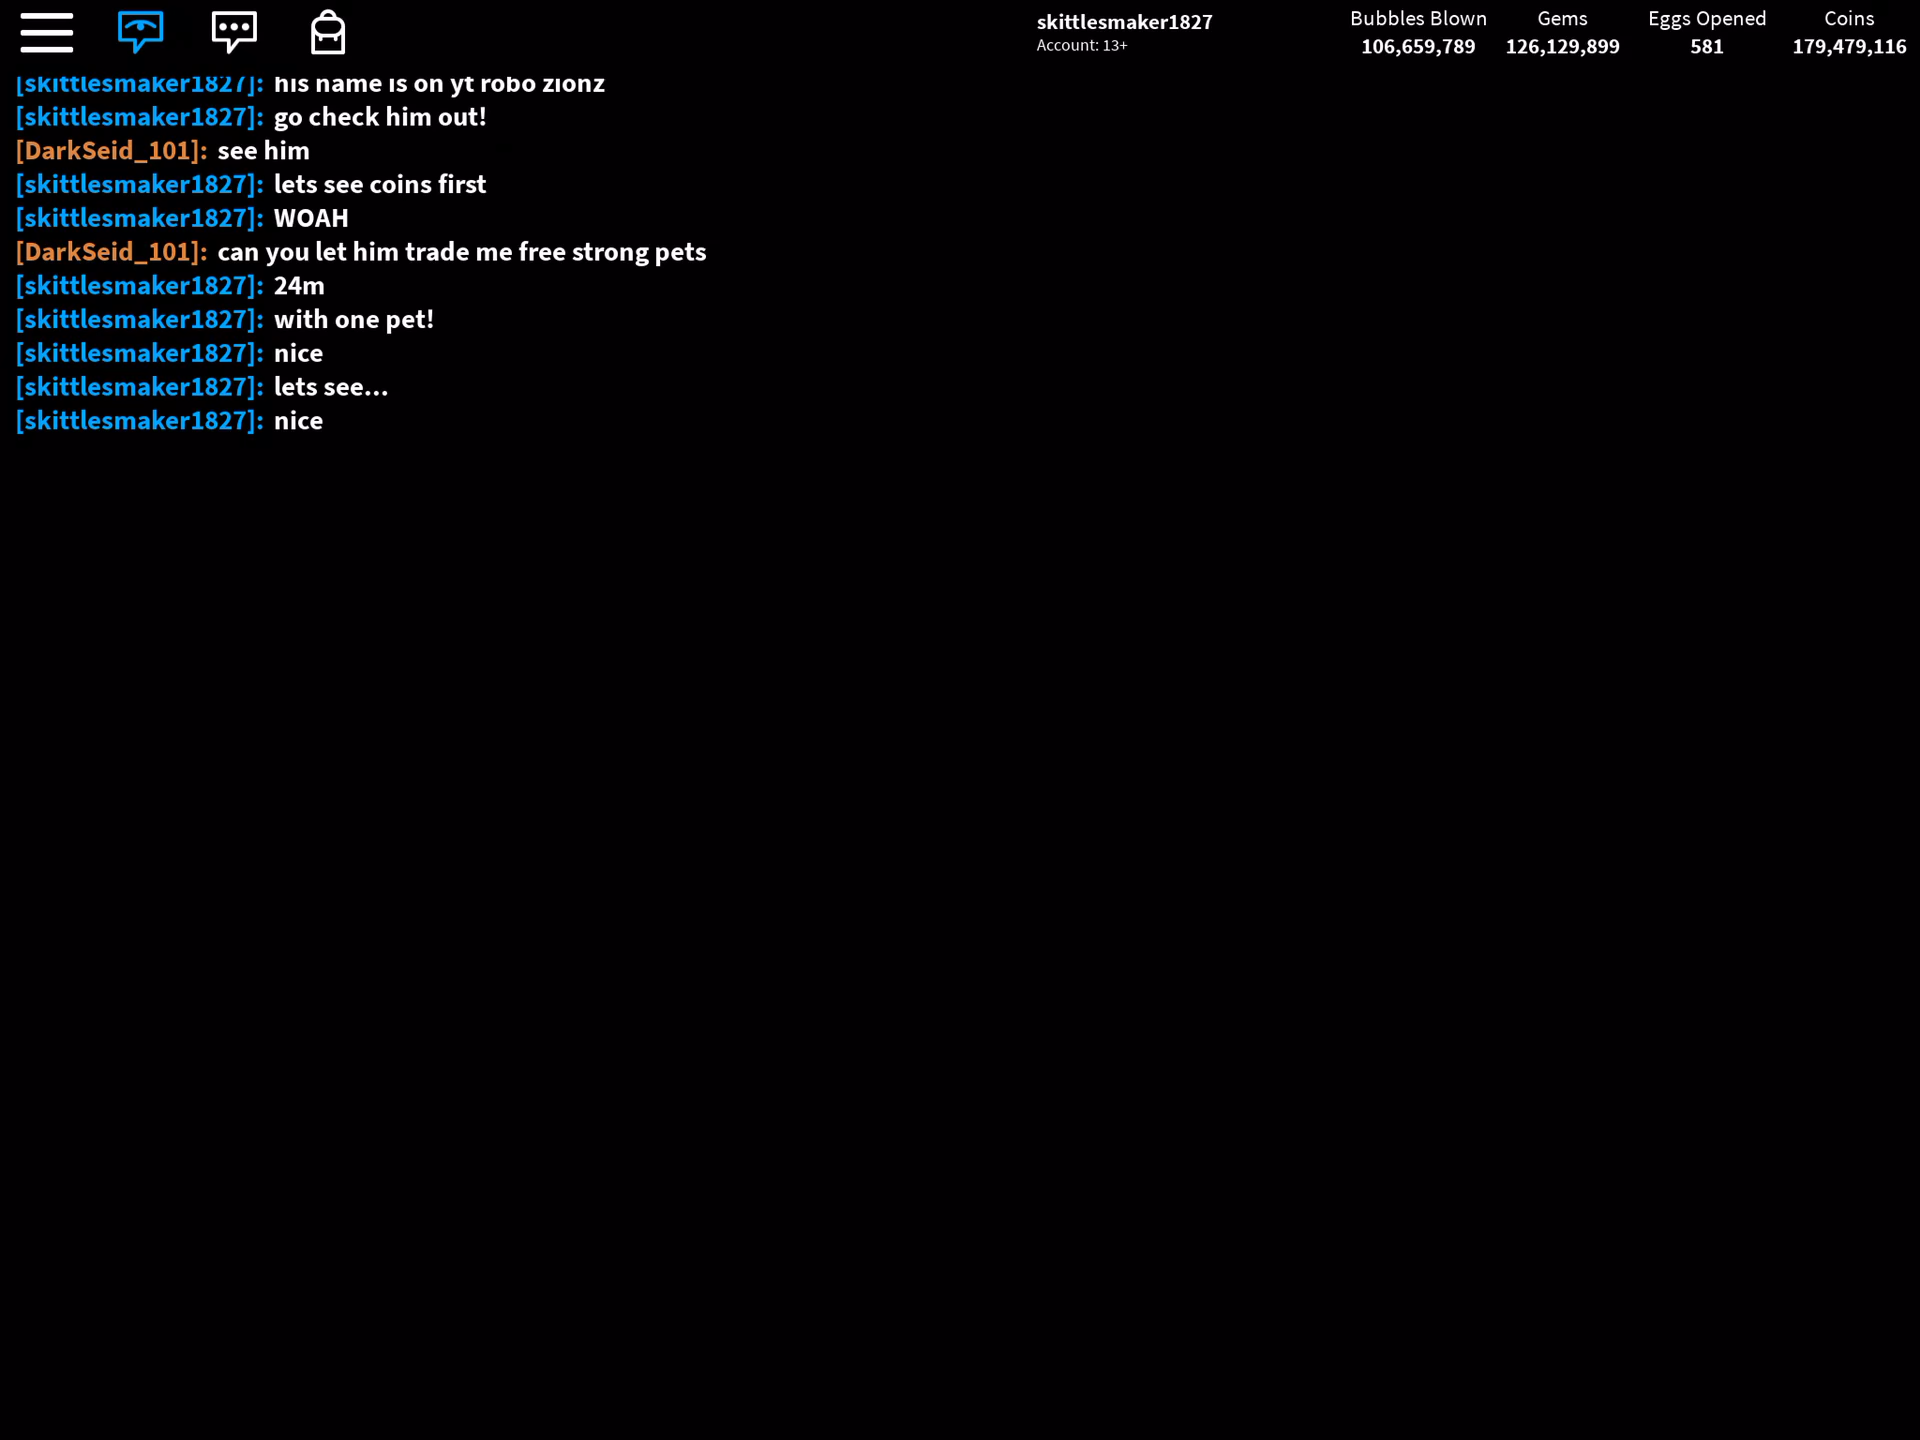 skittlesmaker1827
Account: 13+
Bubbles Blown
106,659,789
Gems
126,129,899
Eggs Opened
581
Coins
179,479,116
[skittlesmaker1827]: his name is on yt robo zionz
[skittlesmaker1827]: go check him out!
[DarkSeid_101]: see him
[skittlesmaker1827]: lets see coins first
[skittlesmaker1827]: WOAH
[DarkSeid_101]: can you let him trade me free strong pets
[skittlesmaker1827]: 24m
[skittlesmaker1827]: with one pet!
[skittlesmaker1827]: nice
[skittlesmaker1827]: lets see...
[skittlesmaker1827]: nice